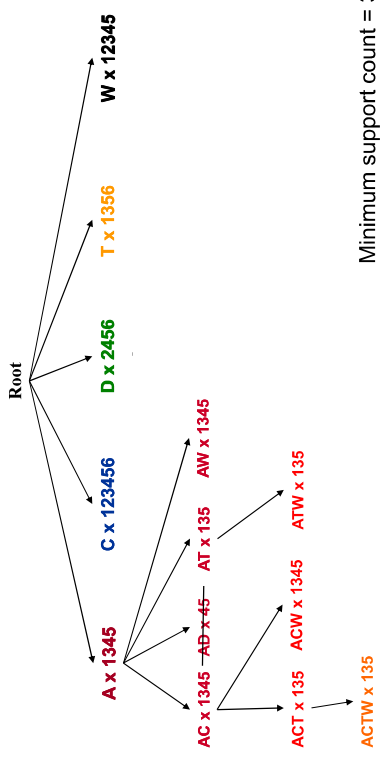 Root
A x 1345
C x 123456
D x 2456
T x 1356
W x 12345
AC x 1345
AD x 45
AT x 135
AW x 1345
ACT x 135
ACW x 1345
ATW x 135
ACTW x 135
Minimum support count =